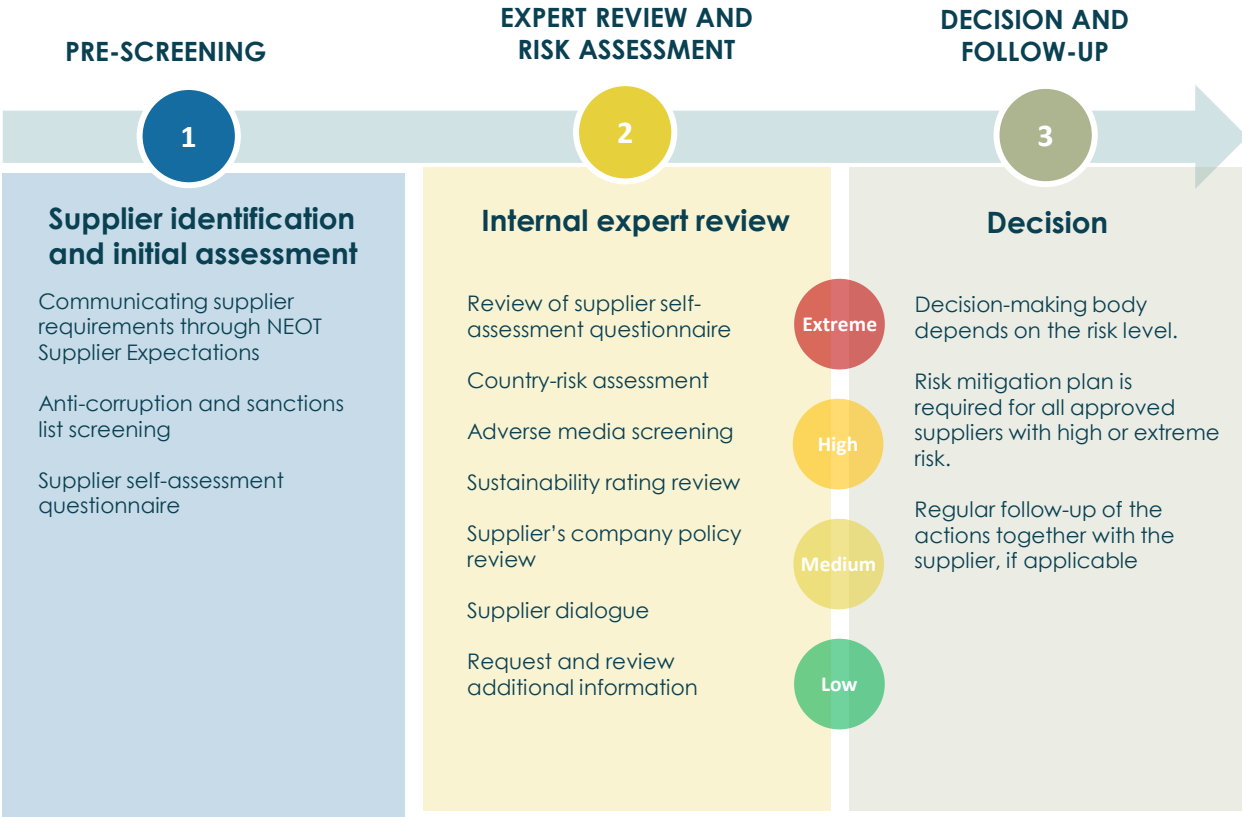 PRE-SCREENING
EXPERT REVIEW AND
RISK ASSESSMENT
DECISION AND
FOLLOW-UP
1
2
3
Supplier identification
and initial assessment
Communicating supplier
requirements through NEOT
Supplier Expectations
Anti-corruption and sanctions
list screening
Supplier self-assessment
questionnaire
Internal expert review
Review of supplier self-
assessment questionnaire
Country-risk assessment
Adverse media screening
Sustainability rating review
Supplier's company policy
review
Supplier dialogue
Request and review
additional information
Extreme
High
Medium
Low
Decision
Decision-making body
depends on the risk level.
Risk mitigation plan is
required for all approved
suppliers with high or extreme
risk.
Regular follow-up of the
actions together with the
supplier, if applicable